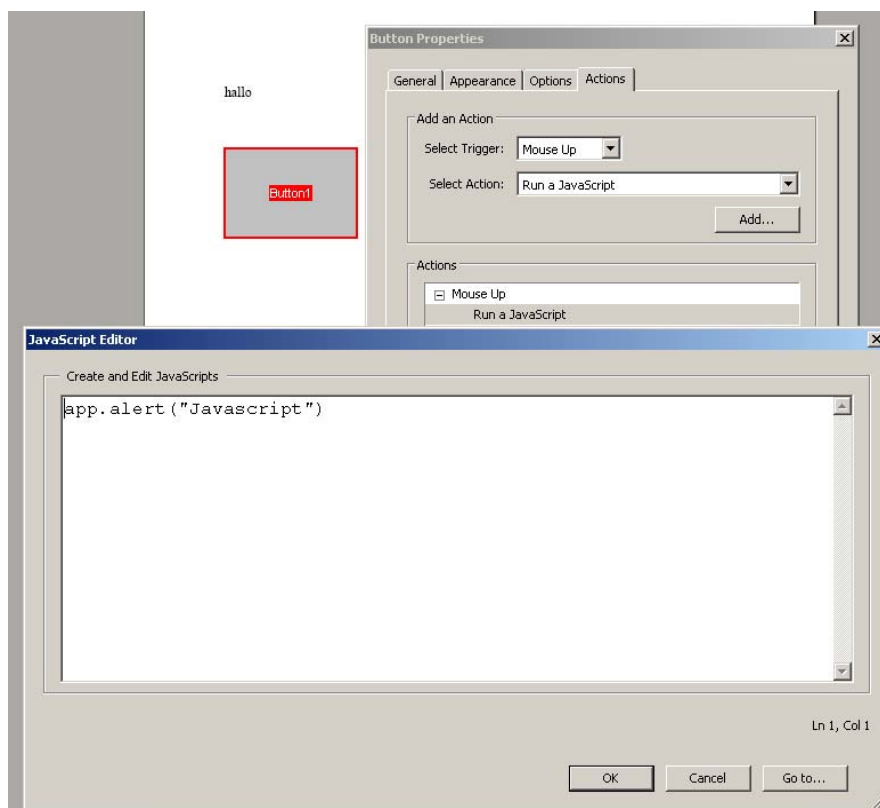 Button Properties
General Appearance Options Actions
hallo
Add an Action
Select Trigger: Mouse Up
Button1
Select Action: Run a JavaScript
Add...
Actions
Mouse Up
Run a JavaScript
JavaScript Editor
Create and Edit JavaScripts
app.alert("Javascript")
Ln 1, Col 1
OK Cancel Go to...